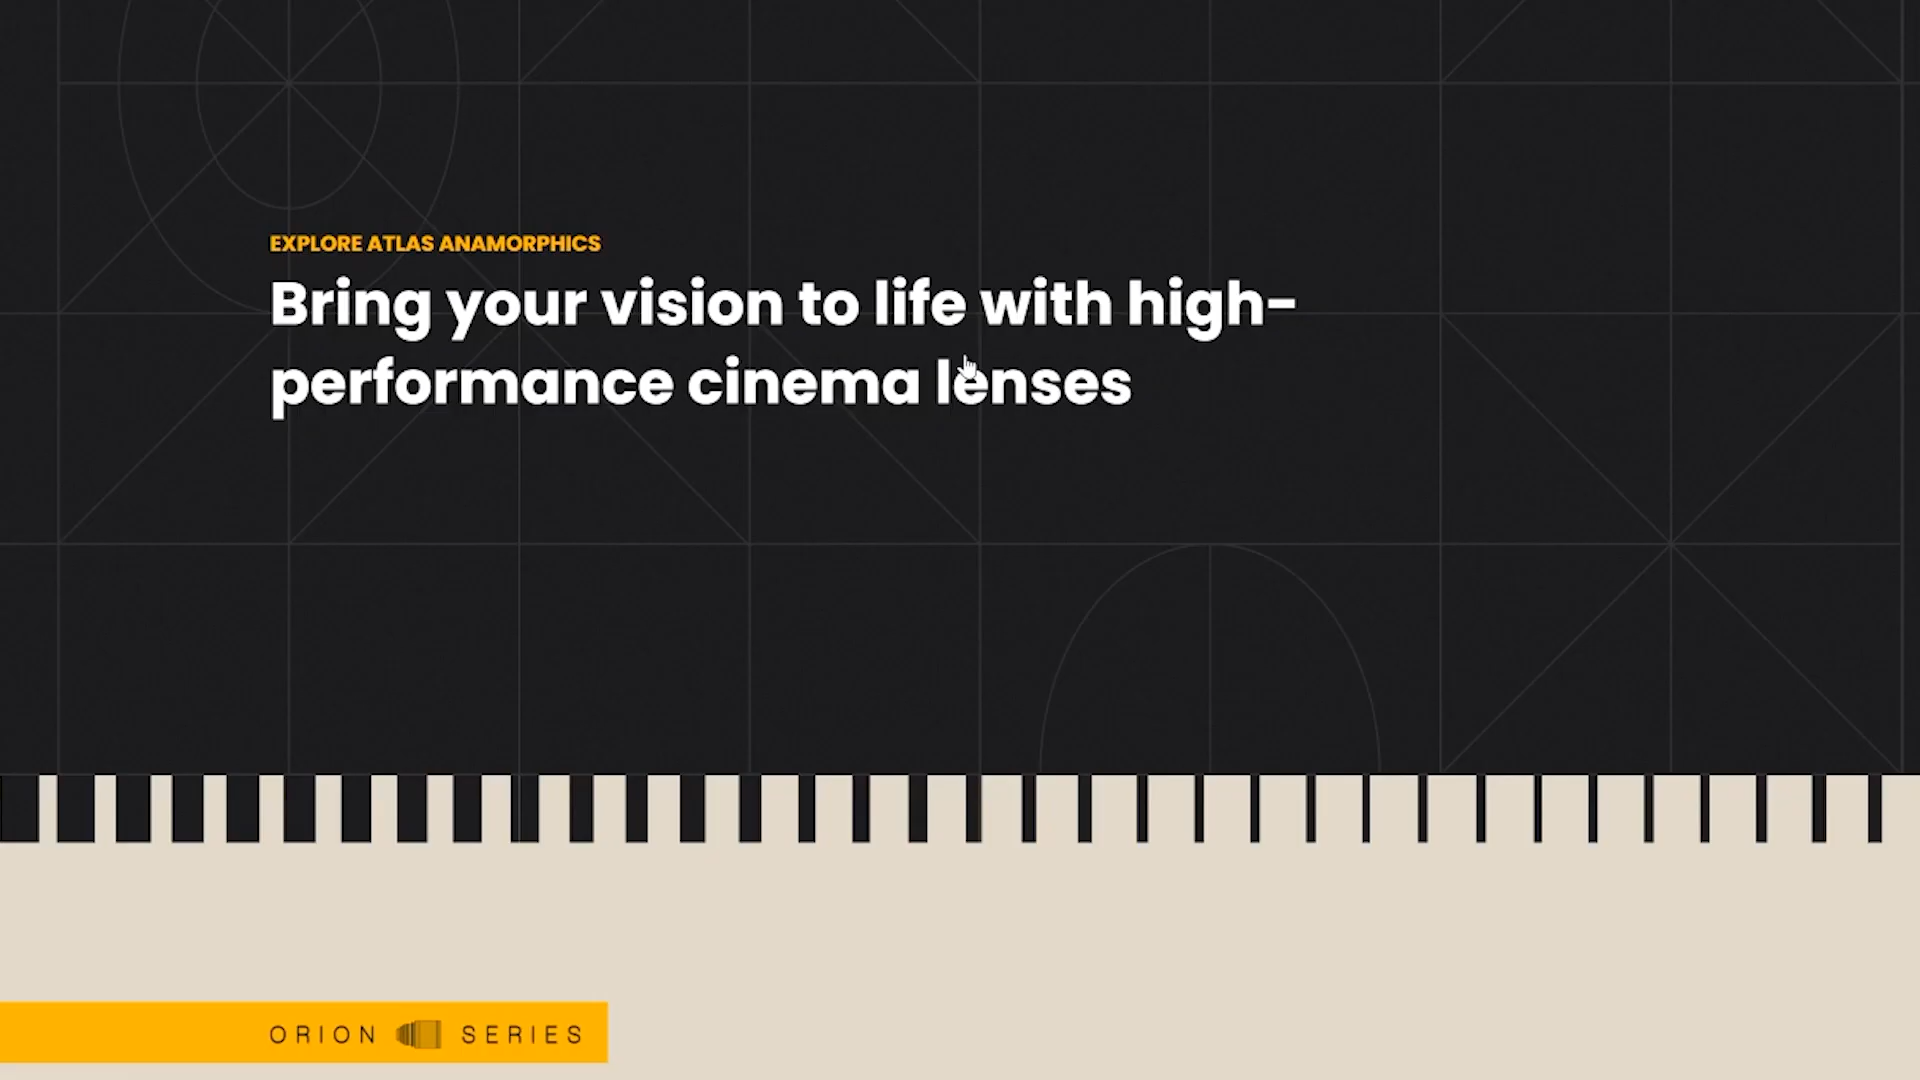 EXPLORE ATLAS ANAMORPHICS
Bring your vision to life with high-
performance cinema lenses
ORION SERIES